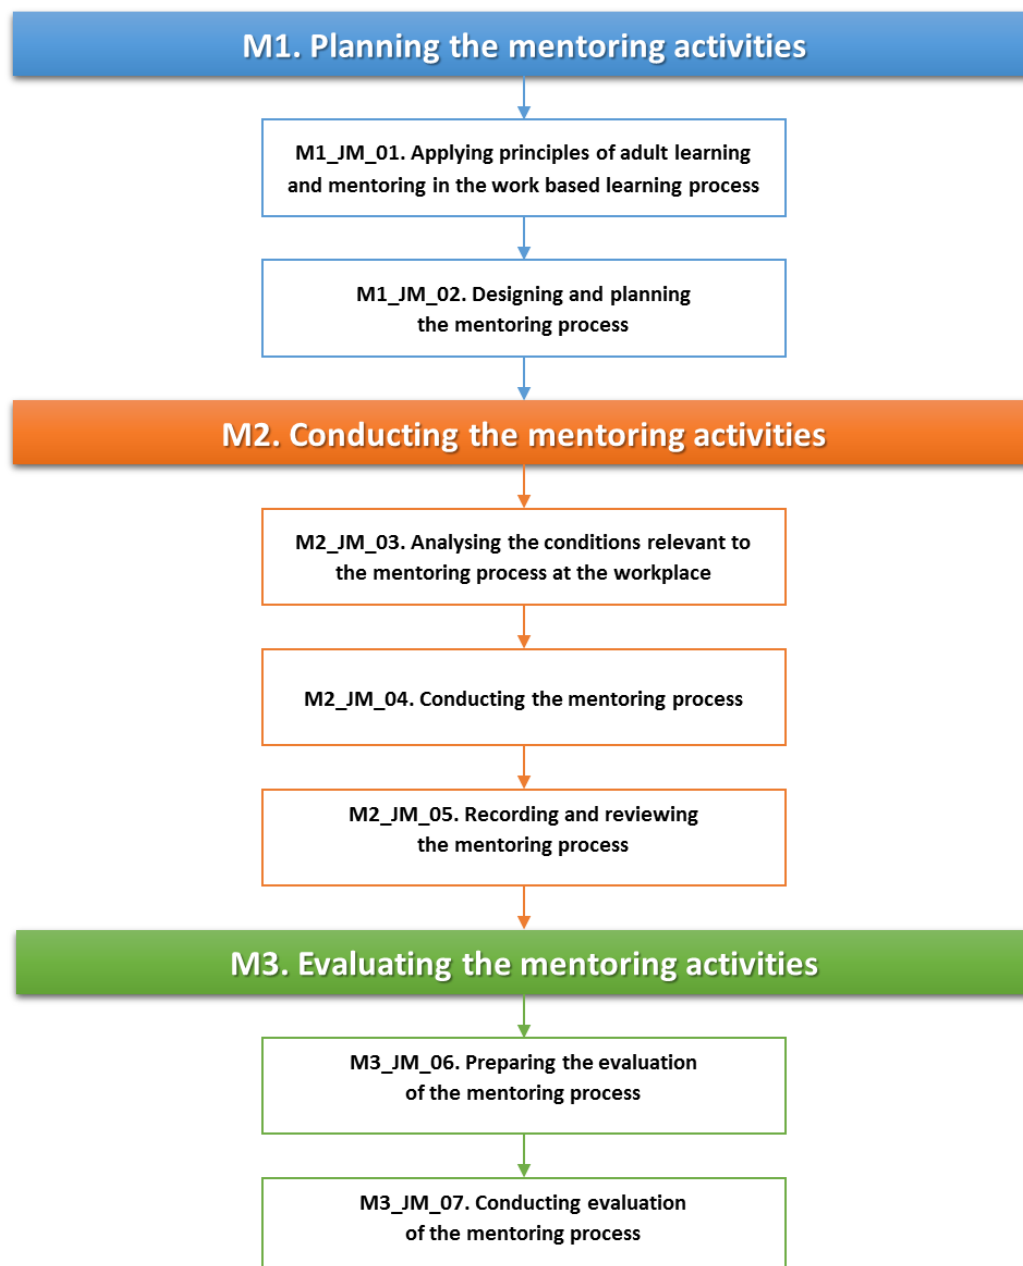 M1. Planning the mentoring activities
M1_JM_01. Applying principles of adult learning
and mentoring in the work based learning process
M1_JM_02. Designing and planning
the mentoring process
M2. Conducting the mentoring activities
M2_JM_03. Analysing the conditions relevant to
the mentoring process at the workplace
M2_JM_04. Conducting the mentoring process
M2_JM_05. Recording and reviewing
the mentoring process
M3. Evaluating the mentoring activities
M3_JM_06. Preparing the evaluation
of the mentoring process
M3_JM_07. Conducting evaluation
of the mentoring process